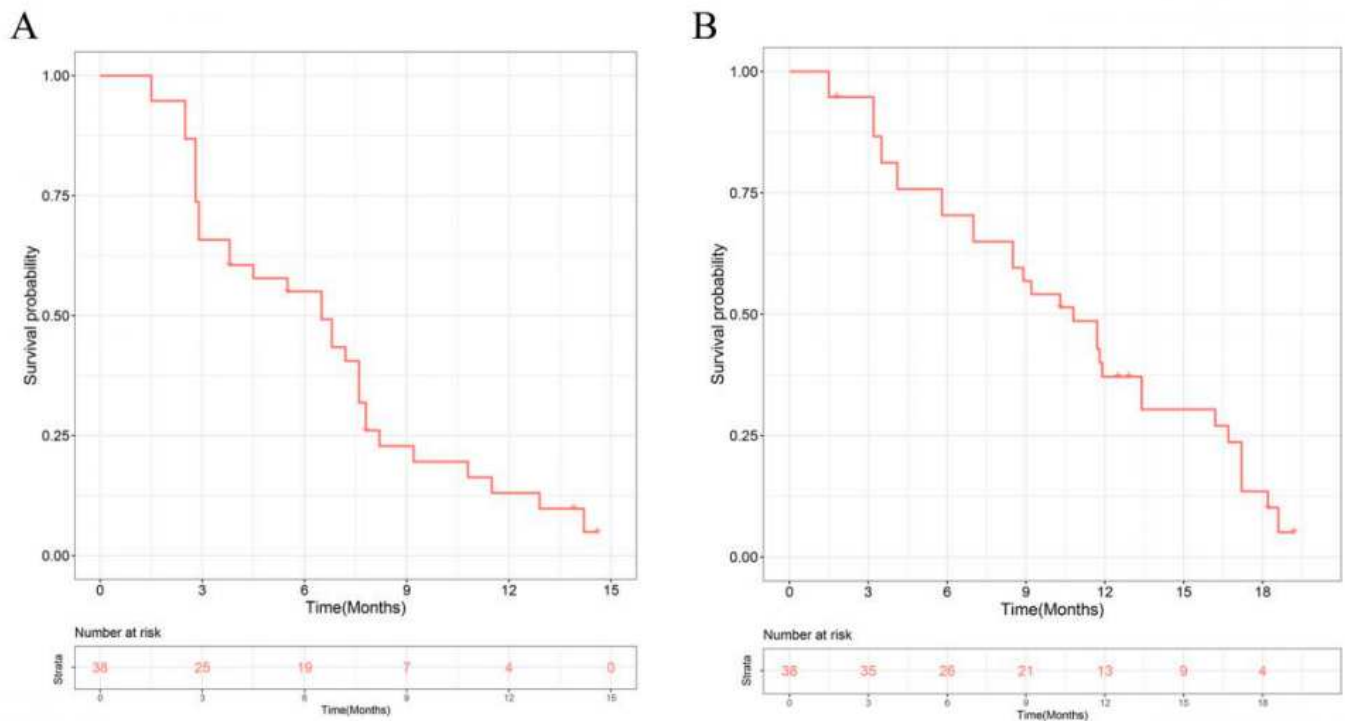 A
1.00
0.75
0.50
0.25
0.00
Survival probability
0 3 6 9 12 15
Time(Months)
Number at risk
Strata
38 25 19 7 4 0
0 3 6 9 12 15
Time(Months)
B
1.00
0.75
0.50
0.25
0.00
Survival probability
0 3 6 9 12 15 18
Time(Months)
Number at risk
Strata
38 35 26 21 13 9 4
0 3 6 9 12 15 18
Time(Months)